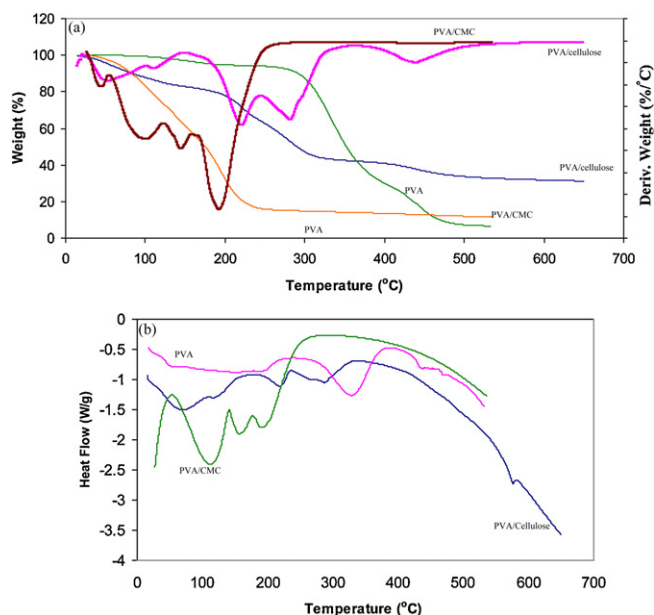 (a)
120
100
80
60
40
20
0
Weight (%)
Deriv. Weight (%/°C)
PVA/CMC
PVA/cellulose
PVA/cellulose
PVA
PVA/CMC
PVA
0 100 200 300 400 500 600 700
Temperature (°C)
(b)
0
-0.5
-1
-1.5
-2
-2.5
-3
-3.5
-4
Heat Flow (W/g)
PVA
PVA/CMC
PVA/Cellulose
0 100 200 300 400 500 600 700
Temperature (°C)